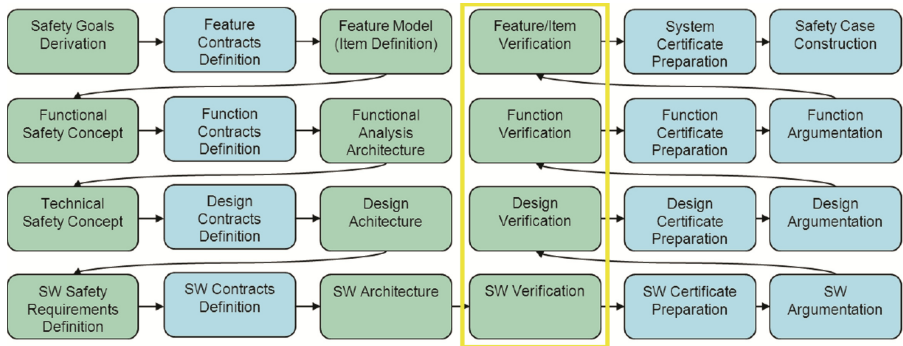 Safety Goals
Derivation
Feature
Contracts
Definition
Feature Model
(Item Definition)
Feature/Item
Verification
System
Certificate
Preparation
Safety Case
Construction
Functional
Safety Concept
Function
Contracts
Definition
Functional
Analysis
Architecture
Function
Verification
Function
Certificate
Preparation
Function
Argumentation
Technical
Safety Concept
Design
Contracts
Definition
Design
Achitecture
Design
Verification
Design
Certificate
Preparation
Design
Argumentation
SW Safety
Requirements
Definition
SW Contracts
Definition
SW Architecture
SW Verification
SW Certificate
Preparation
SW
Argumentation